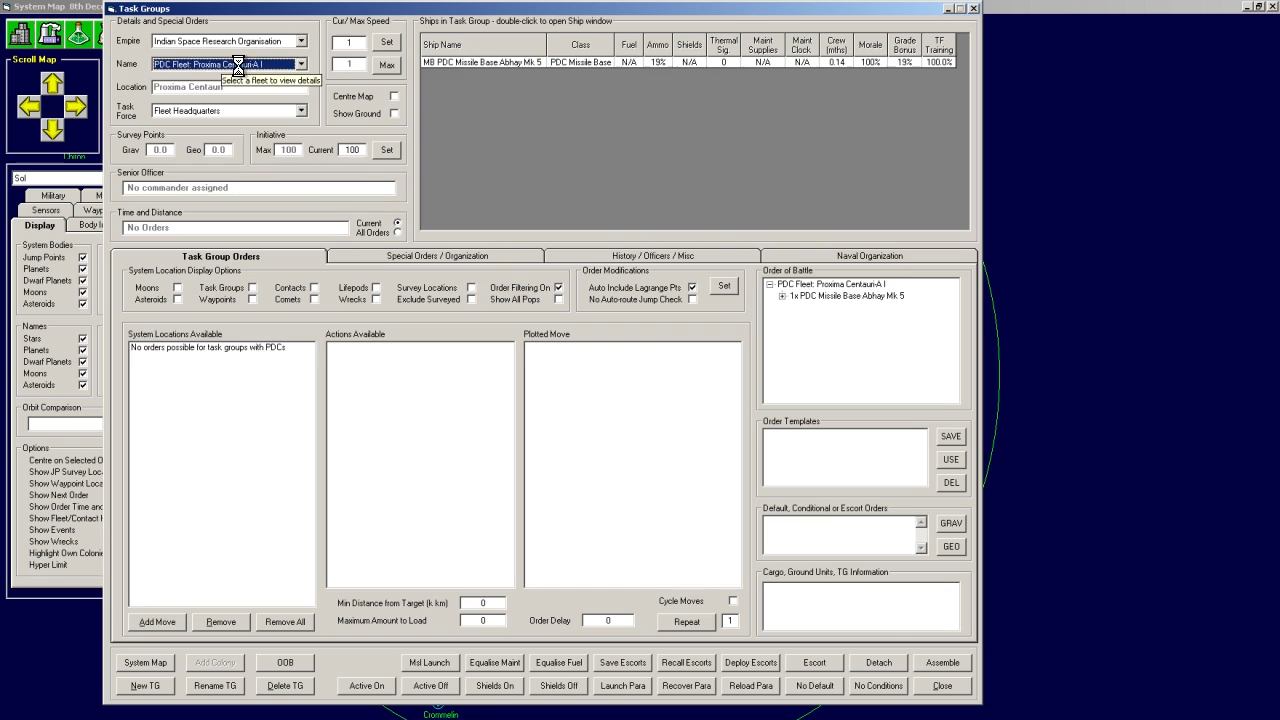 System Map 8th Dec
Scroll Map
Chiron
Sol
Military
M
Sensors
Wayp
Display
Body In
System Bodies
Jump Points
Planets
Dwarf Planets
Moons
Asteroids
Names
Stars
Planets
Dwarf Planets
Moons
Asteroids
Orbit Comparison
Options
Centre on Selected O
Show JP Survey Loca
Show Waypoint Loca
Show Next Order
Show Order Time and
Show Fleet/Contact H
Show Events
Show Wrecks
Highlight Own Colonie
Hyper Limit
Task Groups
Details and Special Orders
Empire Indian Space Research Organisation
Name PDC Fleet: Proxima Centauri-A I
Select a fleet to view details
Location Proxima Centauri
Task Force Fleet Headquarters
Cur/ Max Speed
1 Set
1 Max
Centre Map
Show Ground
Survey Points
Grav 0.0 Geo 0.0
Initiative
Max 100 Current 100 Set
Senior Officer
No commander assigned
Time and Distance
No Orders
Current
All Orders
Ships in Task Group - double-click to open Ship window
Ship Name Class Fuel Ammo Shields Thermal Sig. Maint Supplies Maint Clock Crew (mths) Morale Grade Bonus TF Training
MB PDC Missile Base Abhay Mk 5 PDC Missile Base N/A 19% N/A 0 N/A N/A 0.14 100% 19% 100.0%
Task Group Orders Special Orders / Organization History / Officers / Misc Naval Organization
System Location Display Options
Moons Task Groups Contacts Lifepods Survey Locations Order Filtering On
Asteroids Waypoints Comets Wrecks Exclude Surveyed Show All Pops
Order Modifications
Auto Include Lagrange Pts
No Auto-route Jump Check
Set
Order of Battle
PDC Fleet: Proxima Centauri-A I
1x PDC Missile Base Abhay Mk 5
System Locations Available
No orders possible for task groups with PDCs
Actions Available
Plotted Move
Order Templates
SAVE
USE
DEL
Default, Conditional or Escort Orders
GRAV
GEO
Cargo, Ground Units, TG Information
Min Distance from Target (k km) 0
Cycle Moves
Add Move Remove Remove All
Maximum Amount to Load 0
Order Delay 0
Repeat 1
System Map Add Colony OOB Msl Launch Equalise Maint Equalise Fuel Save Escorts Recall Escorts Deploy Escorts Escort Detach Assemble
New TG Rename TG Delete TG Active On Active Off Shields On Shields Off Launch Para Recover Para Reload Para No Default No Conditions Close
Crommelin